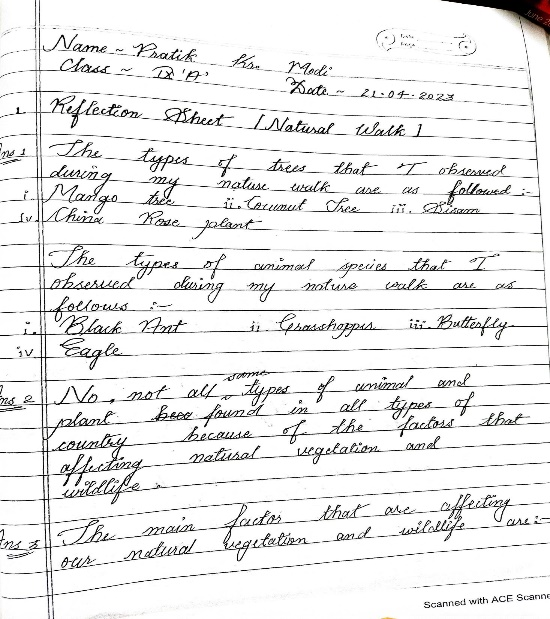 Name ~ Pratik Kr. Modi
Class ~ IX 'A'
Date ~ 21-04-2023
1. Reflection Sheet [Natural Walk]
Ans 1 The types of trees that I observed
during my nature walk are as followed :-
i. Mango tree ii. Coconut Tree iii. Sisam
iv. China Rose plant
The types of animal species that I
observed during my nature walk are as
follows :-
i. Black Ant ii. Grasshopper iii. Butterfly.
iv Eagle
Ans 2 No, not all same types of animal and
plant found in all types of
country because of the factors that
affecting natural vegetation and
wildlife.
Ans 3 The main factor that are affecting
our natural vegetation and wildlife are :-
Scanned with ACE Scanne